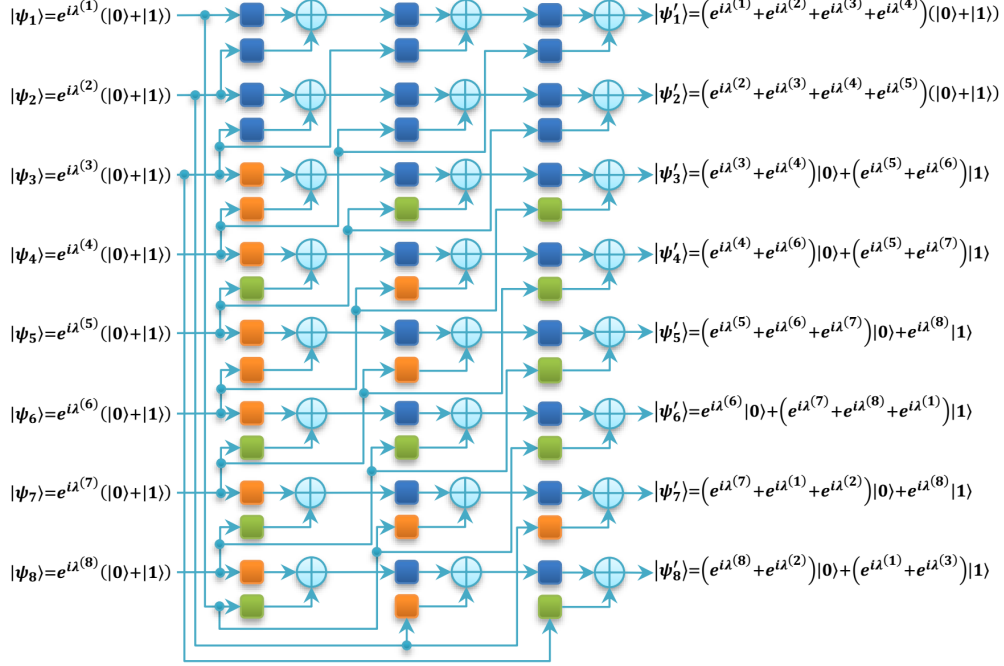 |ψ₁⟩=e^{iλ^{(1)}}(|0⟩+|1⟩) |ψ′₁⟩=(e^{iλ^{(1)}}+e^{iλ^{(2)}}+e^{iλ^{(3)}}+e^{iλ^{(4)}})(|0⟩+|1⟩)
|ψ₂⟩=e^{iλ^{(2)}}(|0⟩+|1⟩) |ψ′₂⟩=(e^{iλ^{(2)}}+e^{iλ^{(3)}}+e^{iλ^{(4)}}+e^{iλ^{(5)}})(|0⟩+|1⟩)
|ψ₃⟩=e^{iλ^{(3)}}(|0⟩+|1⟩) |ψ′₃⟩=(e^{iλ^{(3)}}+e^{iλ^{(4)}})|0⟩+(e^{iλ^{(5)}}+e^{iλ^{(6)}})|1⟩
|ψ₄⟩=e^{iλ^{(4)}}(|0⟩+|1⟩) |ψ′₄⟩=(e^{iλ^{(4)}}+e^{iλ^{(6)}})|0⟩+(e^{iλ^{(5)}}+e^{iλ^{(7)}})|1⟩
|ψ₅⟩=e^{iλ^{(5)}}(|0⟩+|1⟩) |ψ′₅⟩=(e^{iλ^{(5)}}+e^{iλ^{(6)}}+e^{iλ^{(7)}})|0⟩+e^{iλ^{(8)}}|1⟩
|ψ₆⟩=e^{iλ^{(6)}}(|0⟩+|1⟩) |ψ′₆⟩=e^{iλ^{(6)}}|0⟩+(e^{iλ^{(7)}}+e^{iλ^{(8)}}+e^{iλ^{(1)}})|1⟩
|ψ₇⟩=e^{iλ^{(7)}}(|0⟩+|1⟩) |ψ′₇⟩=(e^{iλ^{(7)}}+e^{iλ^{(1)}}+e^{iλ^{(2)}})|0⟩+e^{iλ^{(8)}}|1⟩
|ψ₈⟩=e^{iλ^{(8)}}(|0⟩+|1⟩) |ψ′₈⟩=(e^{iλ^{(8)}}+e^{iλ^{(2)}})|0⟩+(e^{iλ^{(1)}}+e^{iλ^{(3)}})|1⟩